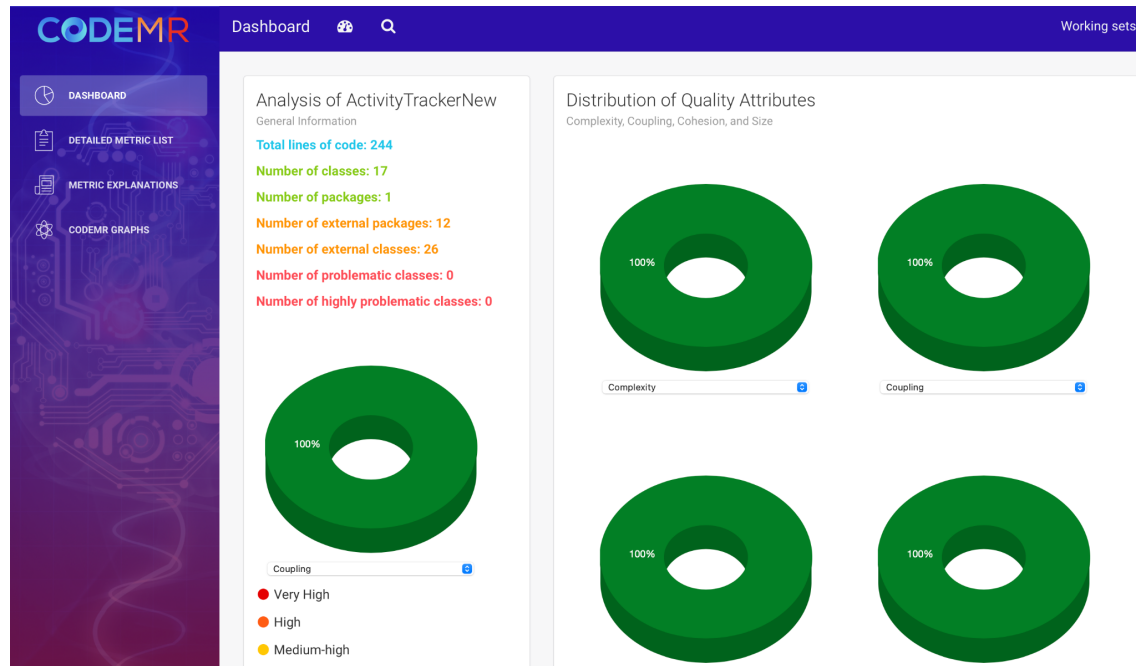 CODEMR
Dashboard
Working sets
DASHBOARD
DETAILED METRIC LIST
METRIC EXPLANATIONS
CODEMR GRAPHS
Analysis of ActivityTrackerNew
General Information
Total lines of code: 244
Number of classes: 17
Number of packages: 1
Number of external packages: 12
Number of external classes: 26
Number of problematic classes: 0
Number of highly problematic classes: 0
100%
Coupling
Very High
High
Medium-high
Distribution of Quality Attributes
Complexity, Coupling, Cohesion, and Size
100%
100%
Complexity
Coupling
100%
100%